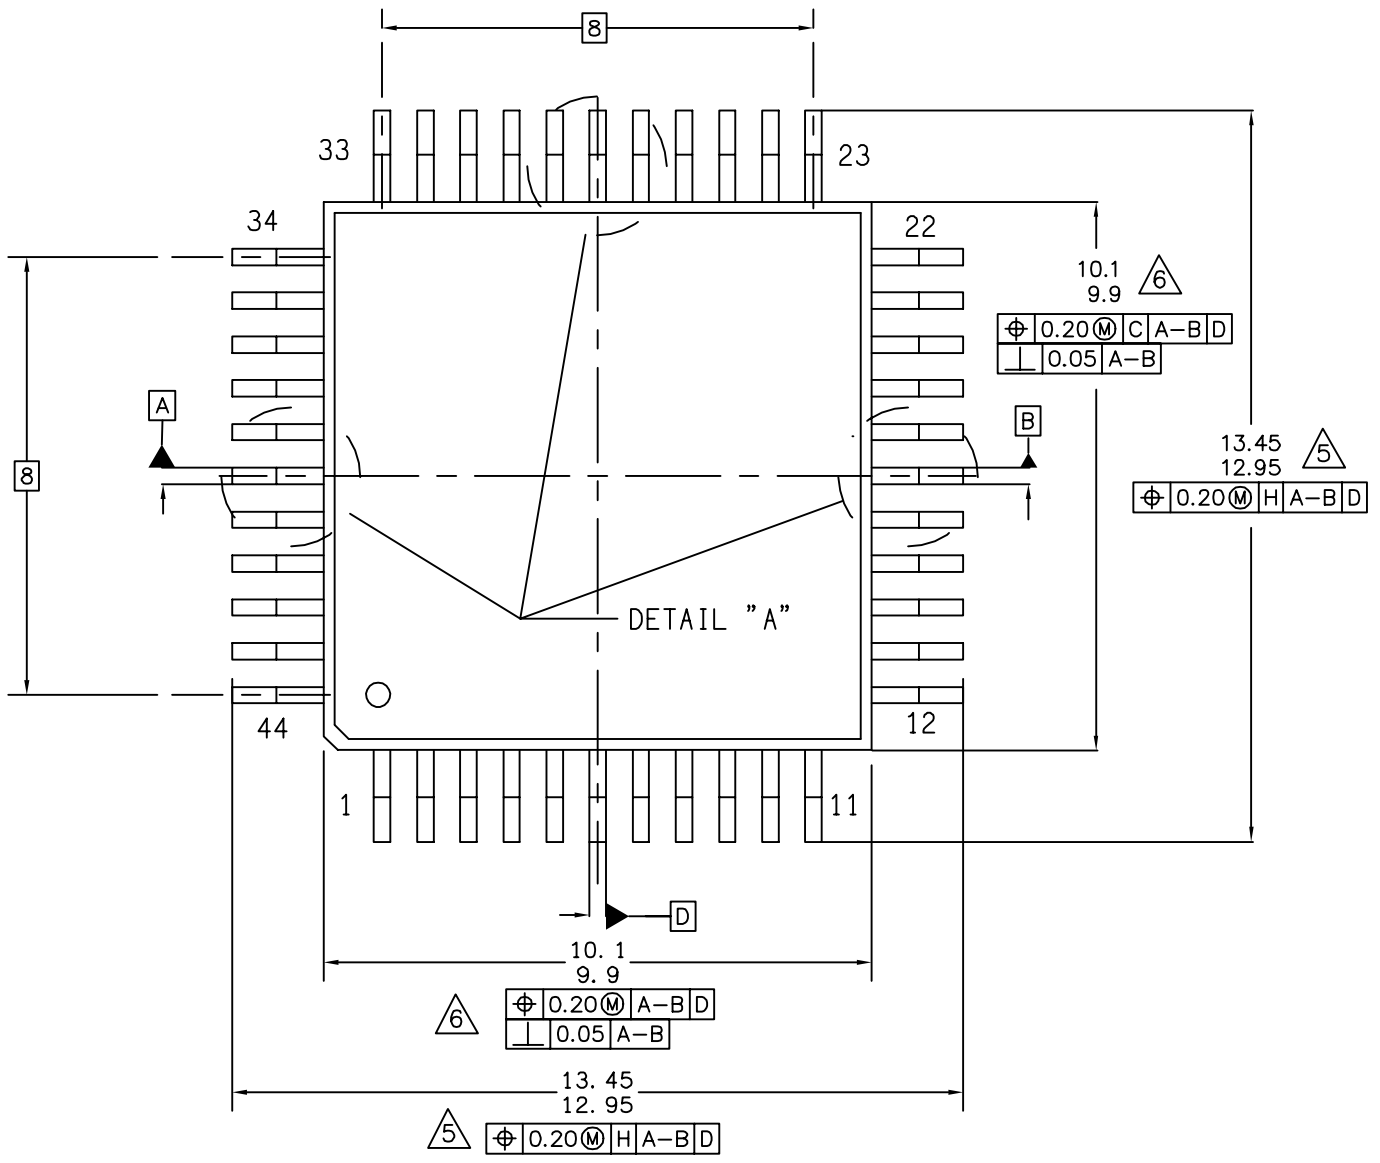 8
33
23
34
22
10.1
9.9
6
⌖ 0.20 Ⓜ C A-B D
⊥ 0.05 A-B
A
B
13.45
12.95
5
⌖ 0.20 Ⓜ H A-B D
8
DETAIL "A"
44
12
1
11
D
10. 1
9. 9
6
⌖ 0.20 Ⓜ A-B D
⊥ 0.05 A-B
13. 45
12. 95
5
⌖ 0.20 Ⓜ H A-B D